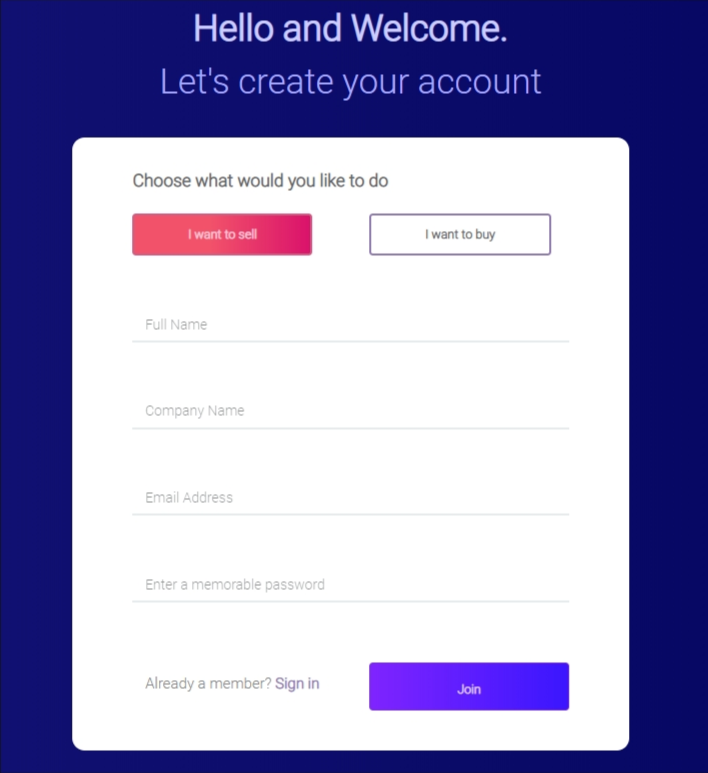 Hello and Welcome.
Let's create your account
Choose what would you like to do
I want to sell
I want to buy
Full Name
Company Name
Email Address
Enter a memorable password
Already a member? Sign in
Join